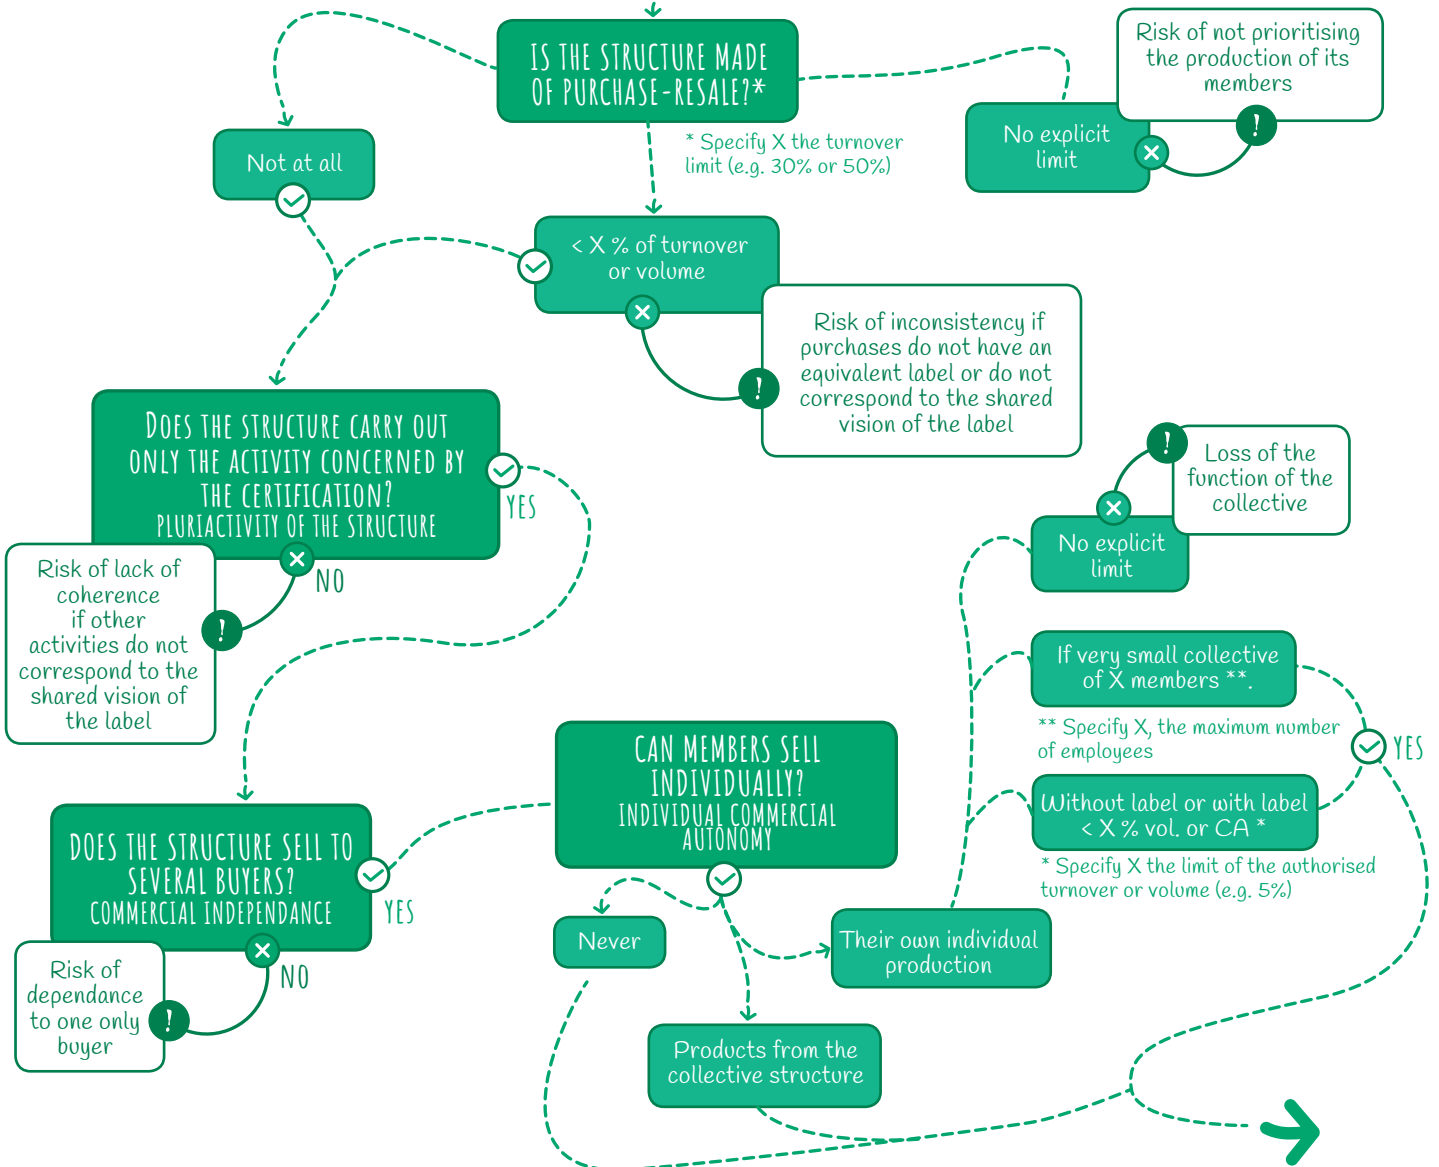 IS THE STRUCTURE MADE
OF PURCHASE-RESALE?*
Risk of not prioritising
the production of its
members
No explicit
limit
* Specify X the turnover
limit (e.g. 30% or 50%)
Not at all
< X % of turnover
or volume
Risk of inconsistency if
purchases do not have an
equivalent label or do not
correspond to the shared
vision of the label
DOES THE STRUCTURE CARRY OUT
ONLY THE ACTIVITY CONCERNED BY
THE CERTIFICATION?
PLURIACTIVITY OF THE STRUCTURE
YES
NO
Risk of lack of
coherence
if other
activities do not
correspond to the
shared vision of
the label
Loss of the
function of the
collective
No explicit
limit
If very small collective
of X members **.
** Specify X, the maximum number
of employees
YES
Without label or with label
< X % vol. or CA *
* Specify X the limit of the authorised
turnover or volume (e.g. 5%)
CAN MEMBERS SELL
INDIVIDUALLY?
INDIVIDUAL COMMERCIAL
AUTONOMY
DOES THE STRUCTURE SELL TO
SEVERAL BUYERS?
COMMERCIAL INDEPENDANCE
YES
NO
Risk of
dependance
to one only
buyer
Never
Their own individual
production
Products from the
collective structure